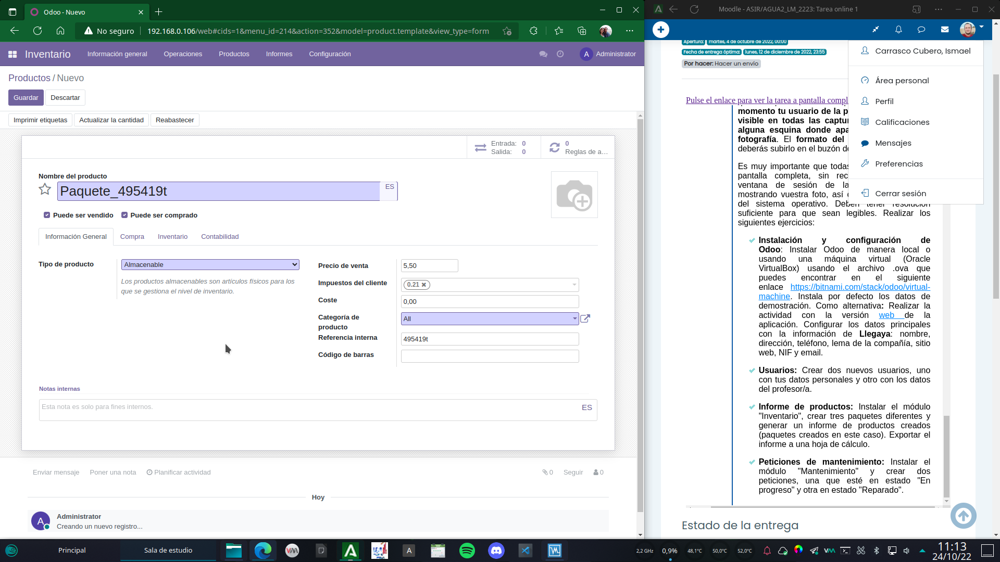 Odoo - Nuevo
No seguro
192.168.0.106/web#cids=1&menu_id=214&action=352&model=product.template&view_type=form
Inventario
Información general
Operaciones
Productos
Informes
Configuración
A
Administrator
Productos / Nuevo
Guardar
Descartar
Imprimir etiquetas
Actualizar la cantidad
Reabastecer
Entrada: 0
Salida: 0
0
Reglas de a...
Nombre del producto
Paquete_495419t
ES
Puede ser vendido
Puede ser comprado
Información General
Compra
Inventario
Contabilidad
Tipo de producto
Almacenable
Los productos almacenables son artículos físicos para los
que se gestiona el nivel de inventario.
Precio de venta
5,50
Impuestos del cliente
0.21
Coste
0,00
Categoría de
producto
All
Referencia interna
495419t
Código de barras
Notas internas
Esta nota es solo para fines internos.
ES
Enviar mensaje
Poner una nota
Planificar actividad
0
Seguir
0
Hoy
A
Administrator
Creando un nuevo registro...
Moodle - ASIR/AGUA2_LM_2223: Tarea online 1
Apertura: martes, 4 de octubre de 2022, 00:00
Fecha de entrega óptima: lunes, 12 de diciembre de 2022, 23:55
Por hacer: Hacer un envío
Pulse el enlace para ver la tarea a pantalla compl
momento tu usuario de la p
visible en todas las captur
alguna esquina donde apa
fotografía. El formato del
deberás subirlo en el buzón de
Es muy importante que todas
pantalla completa, sin rec
ventana de sesión de la
mostrando vuestra foto, así
del sistema operativo. Deben tener resolución
suficiente para que sean legibles. Realizar los
siguientes ejercicios:
Instalación y configuración de
Odoo: Instalar Odoo de manera local o
usando una máquina virtual (Oracle
VirtualBox) usando el archivo .ova que
puedes encontrar en el siguiente
enlace https://bitnami.com/stack/odoo/virtual-
machine. Instala por defecto los datos de
demostración. Como alternativa: Realizar la
actividad con la versión web de la
aplicación. Configurar los datos principales
con la información de Llegaya: nombre,
dirección, teléfono, lema de la compañía, sitio
web, NIF y email.
Usuarios: Crear dos nuevos usuarios, uno
con tus datos personales y otro con los datos
del profesor/a.
Informe de productos: Instalar el módulo
"Inventario", crear tres paquetes diferentes y
generar un informe de productos creados
(paquetes creados en este caso). Exportar el
informe a una hoja de cálculo.
Peticiones de mantenimiento: Instalar el
módulo "Mantenimiento" y crear dos
peticiones, una que esté en estado "En
progreso" y otra en estado "Reparado".
Estado de la entrega
Carrasco Cubero, Ismael
Área personal
Perfil
Calificaciones
Mensajes
Preferencias
Cerrar sesión
Principal
Sala de estudio
A
2,2 GHz
0,9%
48,1°C
50,0°C
52,0°C
11:13
24/10/22